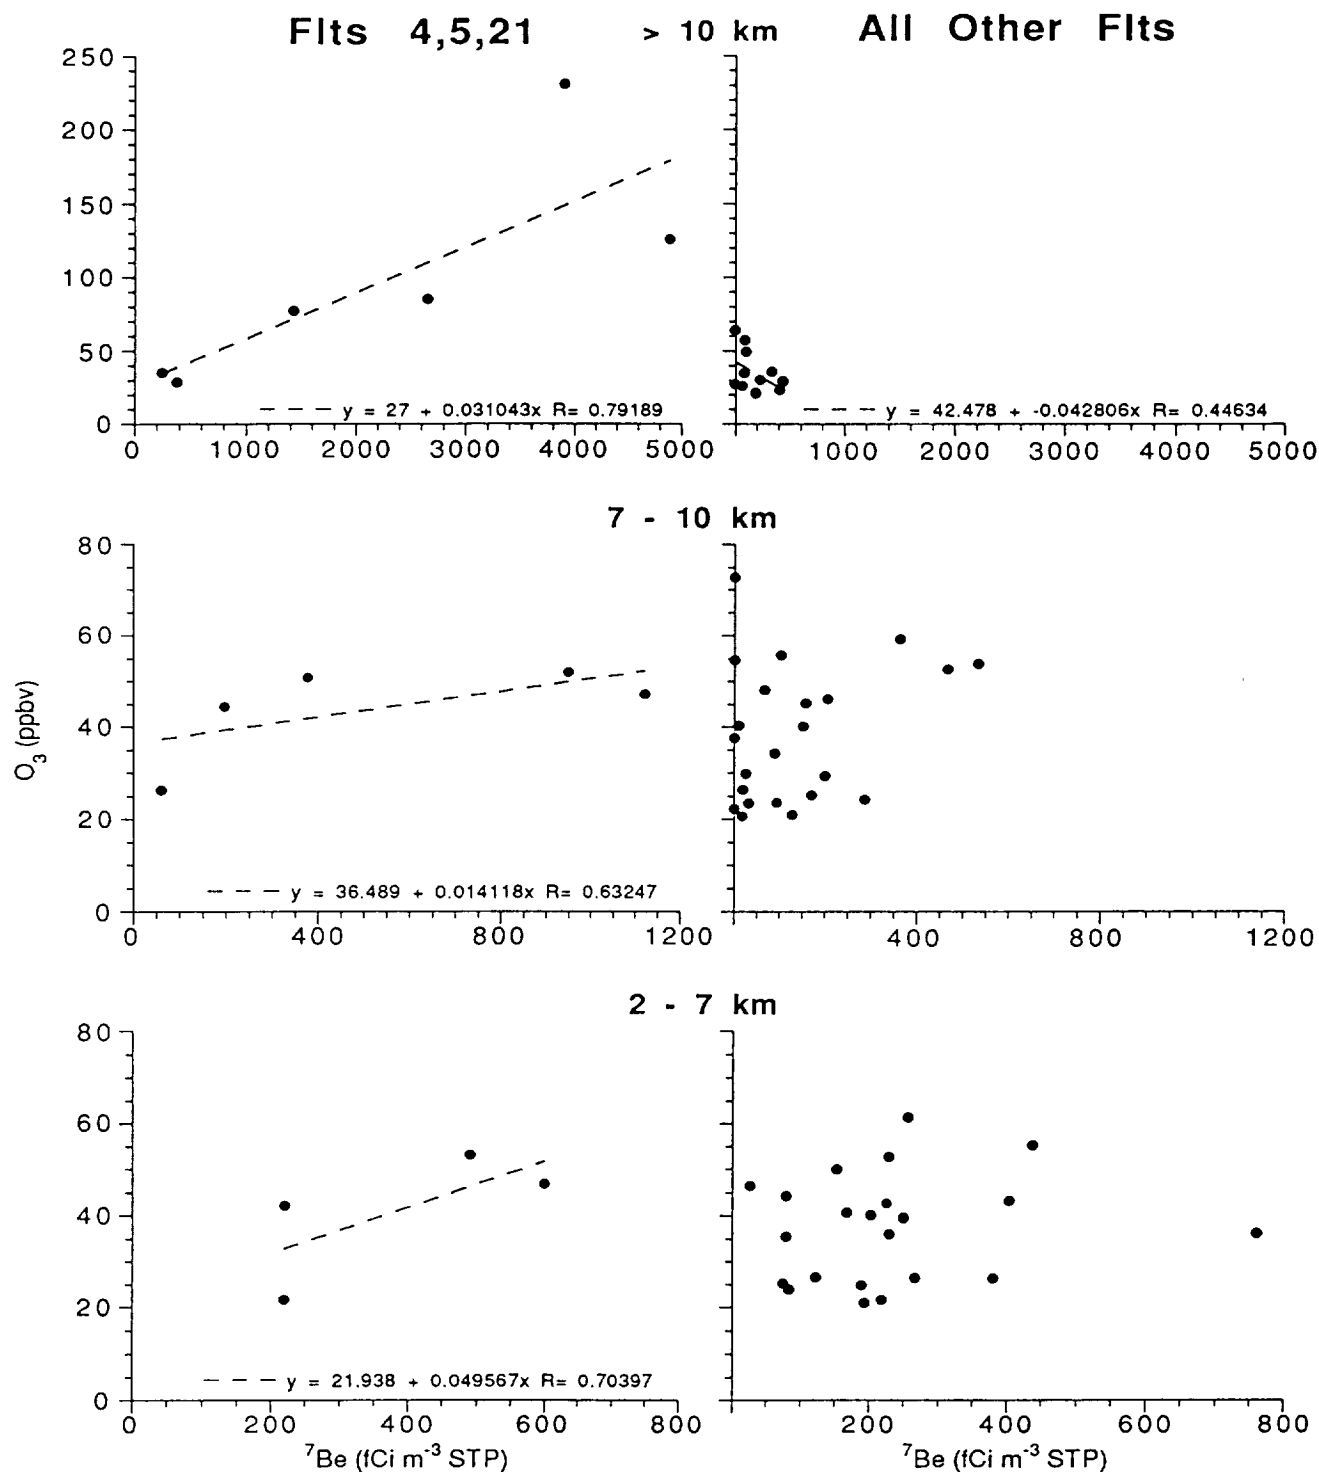 Flts 4,5,21 > 10 km All Other Flts
250
200
150
100
50
0
y = 27 + 0.031043x R= 0.79189
y = 42.478 + -0.042806x R= 0.44634
0 1000 2000 3000 4000 5000
1000 2000 3000 4000 5000
7 - 10 km
80
60
40
20
0
y = 36.489 + 0.014118x R= 0.63247
0 400 800 1200
400 800 1200
O3 (ppbv)
2 - 7 km
80
60
40
20
0
y = 21.938 + 0.049567x R= 0.70397
0 200 400 600 800
0 200 400 600 800
⁷Be (fCi m⁻³ STP)
⁷Be (fCi m⁻³ STP)